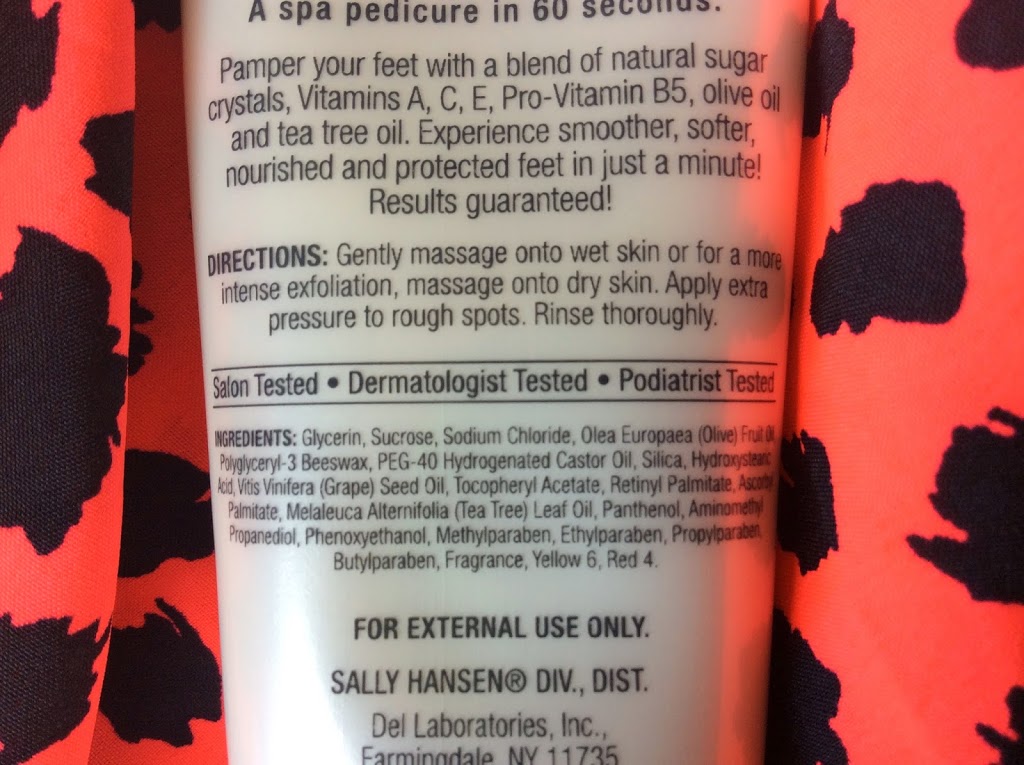 A spa pedicure in 60 seconds.
Pamper your feet with a blend of natural sugar
crystals, Vitamins A, C, E, Pro-Vitamin B5, olive oil
and tea tree oil. Experience smoother, softer,
nourished and protected feet in just a minute!
Results guaranteed!
DIRECTIONS: Gently massage onto wet skin or for a more
intense exfoliation, massage onto dry skin. Apply extra
pressure to rough spots. Rinse thoroughly.
Salon Tested • Dermatologist Tested • Podiatrist Tested
INGREDIENTS: Glycerin, Sucrose, Sodium Chloride, Olea Europaea (Olive) Fruit Oil,
Polyglyceryl-3 Beeswax, PEG-40 Hydrogenated Castor Oil, Silica, Hydroxystearic
Acid, Vitis Vinifera (Grape) Seed Oil, Tocopheryl Acetate, Retinyl Palmitate, Ascorbyl
Palmitate, Melaleuca Alternifolia (Tea Tree) Leaf Oil, Panthenol, Aminomethyl
Propanediol, Phenoxyethanol, Methylparaben, Ethylparaben, Propylparaben,
Butylparaben, Fragrance, Yellow 6, Red 4.
FOR EXTERNAL USE ONLY.
SALLY HANSEN® DIV., DIST.
Del Laboratories, Inc.,
Farmingdale, NY 11735